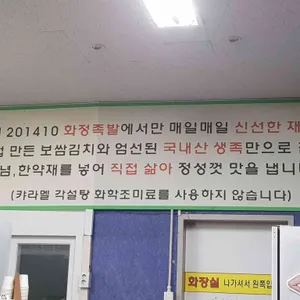 201410 화정족발에서만 매일매일 신선한 재
만든 보쌈김치와 엄선된 국내산 생족만으로
념,한약재를 넣어 직접 삶아 정성껏 맛을 냅니
(캬라멜 각설탕 화학조미료를 사용하지 않습니다)
화장실 나가셔서 왼쪽입